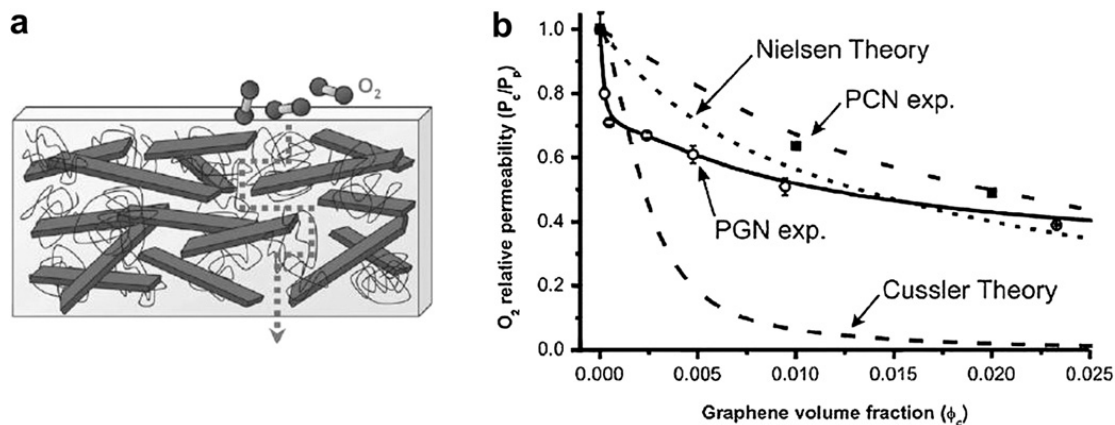 a
O₂
b
O₂ relative permeability (Pc/Pp)
1.0
0.8
0.6
0.4
0.2
0.0
Nielsen Theory
PCN exp.
PGN exp.
Cussler Theory
0.000 0.005 0.010 0.015 0.020 0.025
Graphene volume fraction (ϕc)